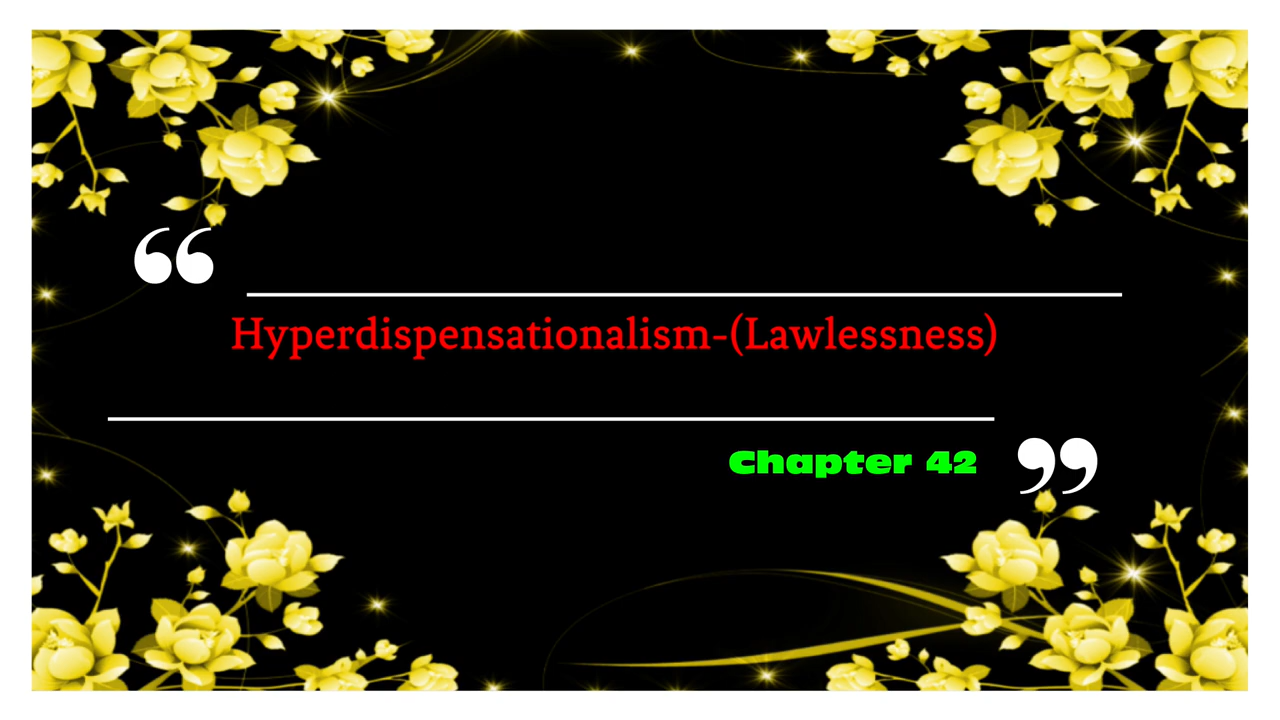 “
Hyperdispensationalism-(Lawlessness)
Chapter 42
”